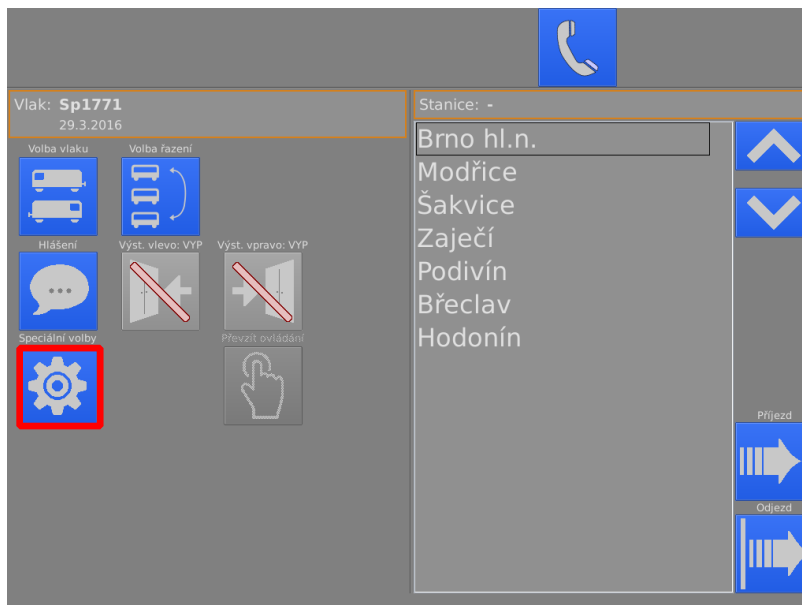 Vlak: Sp1771
29.3.2016
Volba vlaku
Volba řazení
Hlášení
Výst. vlevo: VYP
Výst. vpravo: VYP
Speciální volby
Převzít ovládání
Stanice: -
Brno hl.n.
Modřice
Šakvice
Zaječí
Podivín
Břeclav
Hodonín
Příjezd
Odjezd